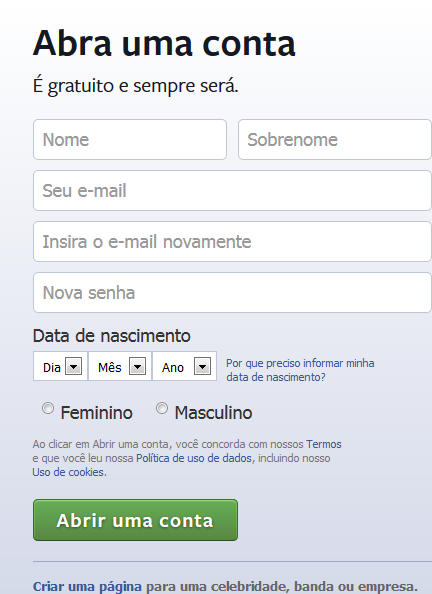 Abra uma conta
É gratuito e sempre será.
Nome Sobrenome
Seu e-mail
Insira o e-mail novamente
Nova senha
Data de nascimento
Dia Mês Ano Por que preciso informar minha
data de nascimento?
Feminino Masculino
Ao clicar em Abrir uma conta, você concorda com nossos Termos
e que você leu nossa Política de uso de dados, incluindo nosso
Uso de cookies.
Abrir uma conta
Criar uma página para uma celebridade, banda ou empresa.